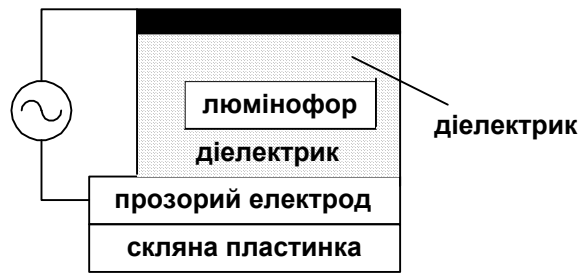 люмінофор
діелектрик
діелектрик
прозорий електрод
скляна пластинка